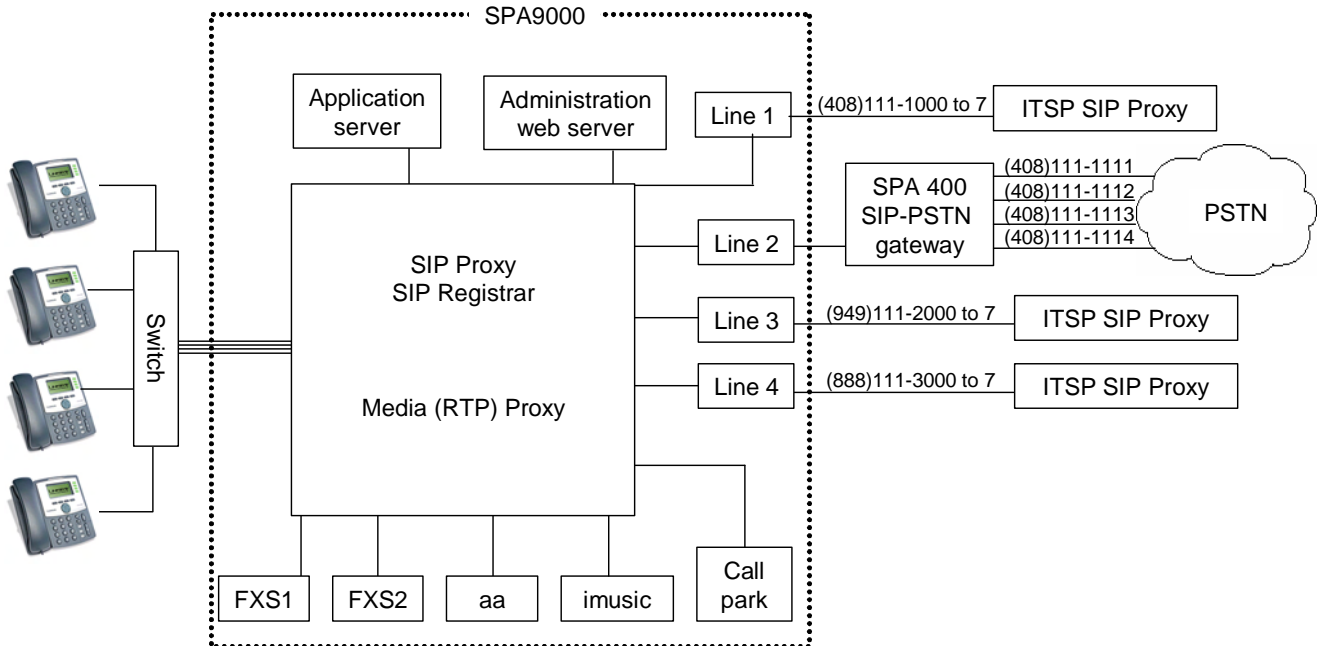 SPA9000
Application
server
Administration
web server
Line 1
(408)111-1000 to 7
ITSP SIP Proxy
SPA 400
SIP-PSTN
gateway
(408)111-1111
(408)111-1112
(408)111-1113
(408)111-1114
PSTN
Line 2
SIP Proxy
SIP Registrar
Switch
Line 3
(949)111-2000 to 7
ITSP SIP Proxy
Line 4
(888)111-3000 to 7
ITSP SIP Proxy
Media (RTP) Proxy
FXS1
FXS2
aa
imusic
Call
park